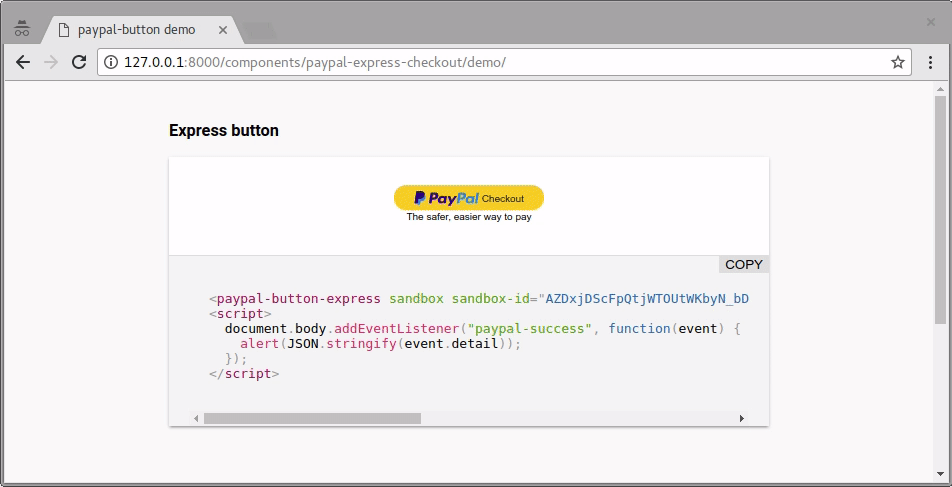 paypal-button demo
127.0.0.1:8000/components/paypal-express-checkout/demo/
Express button
PayPal Checkout
The safer, easier way to pay
COPY
<paypal-button-express sandbox sandbox-id="AZDxjDScFpQtjWTOUtWKbyN_bD
<script>
  document.body.addEventListener("paypal-success", function(event) {
    alert(JSON.stringify(event.detail));
  });
</script>